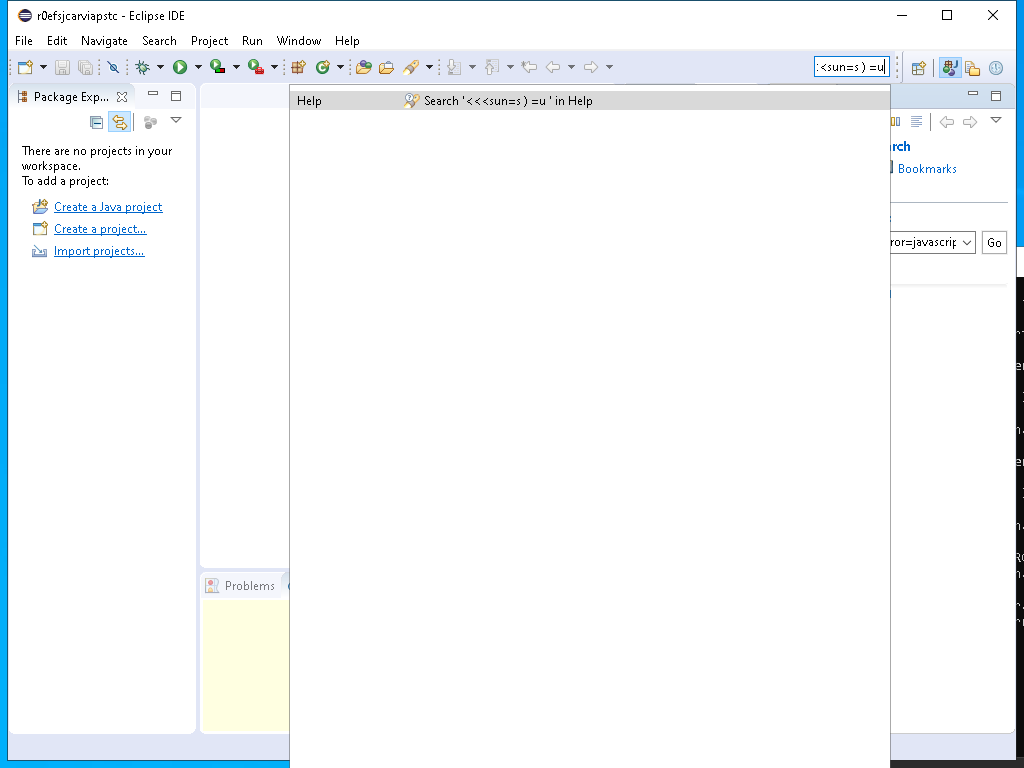 r0efsjcarviapstc - Eclipse IDE
File Edit Navigate Search Project Run Window Help
:<sun=s ) =u
Package Exp...
Help Search '<<<sun=s ) =u ' in Help
There are no projects in your
workspace.
To add a project:
rch
Bookmarks
Create a Java project
Create a project...
ror=javascrip Go
Import projects...
Problems